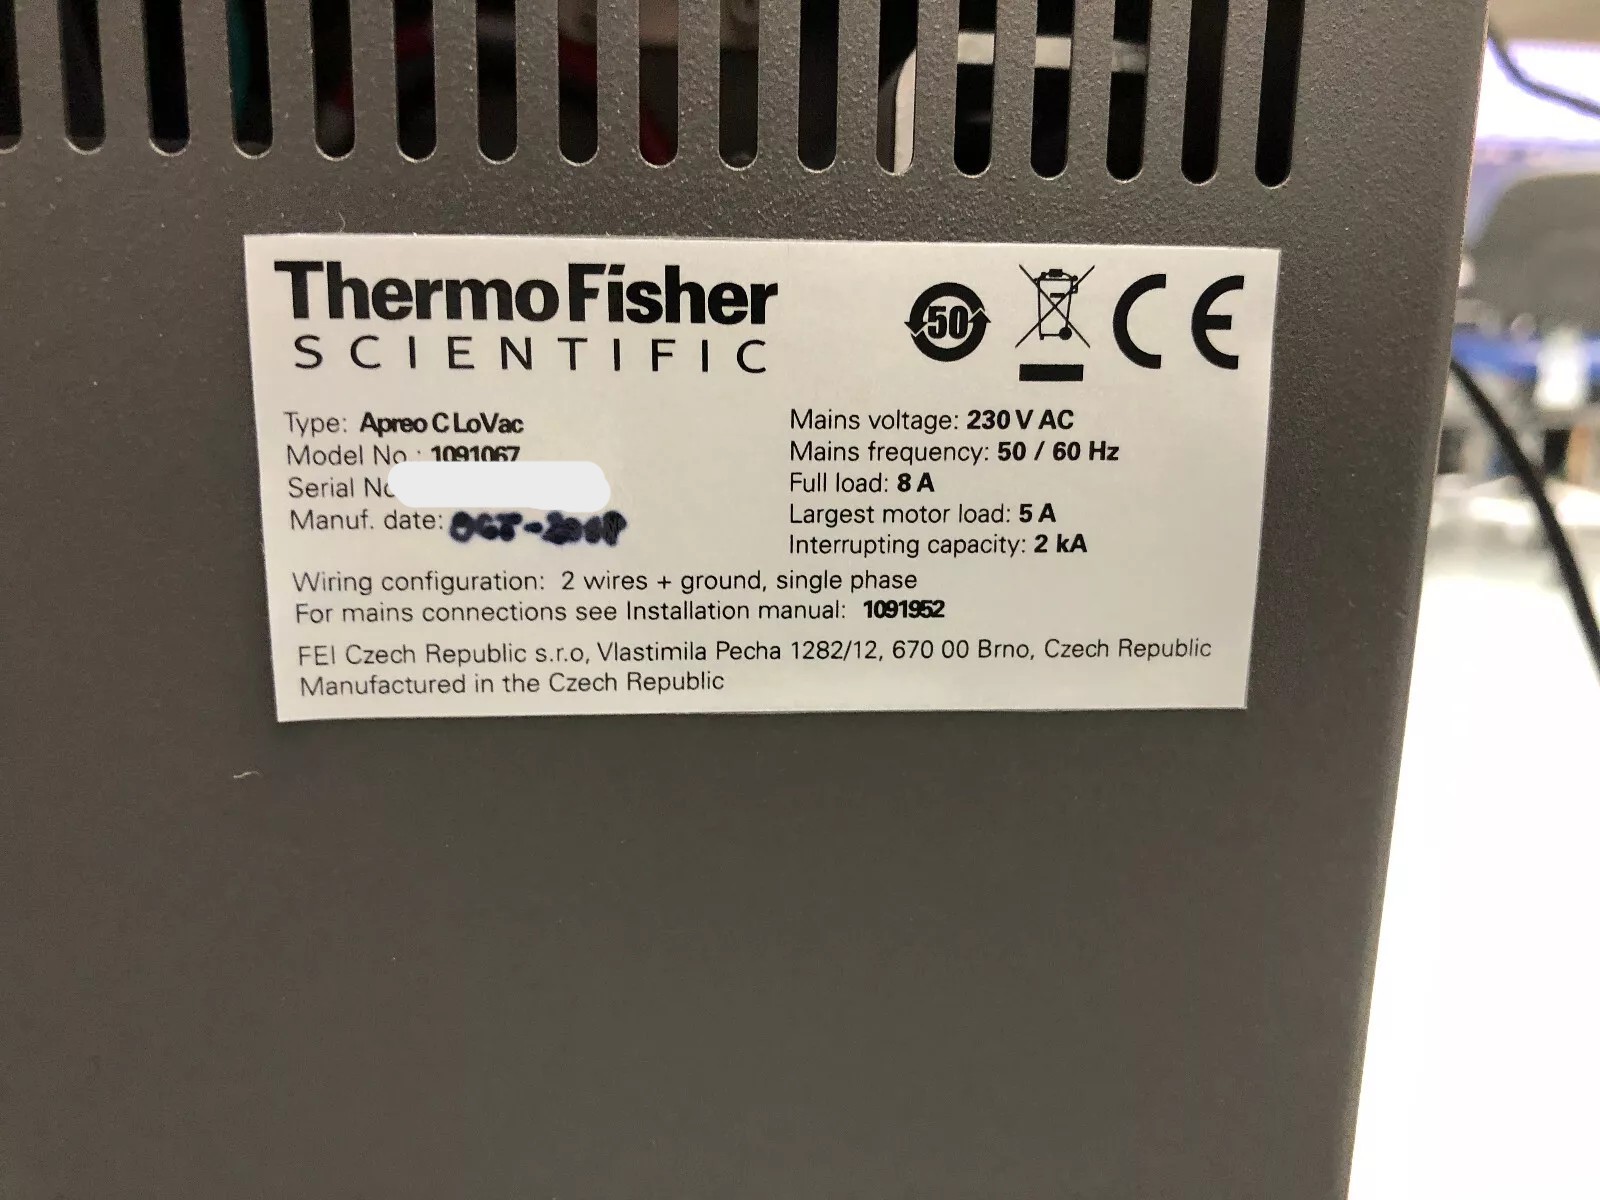 ThermoFisher
SCIENTIFIC
50
CE
Type: Apreo C LoVac
Model No.: 1091067
Serial No
Manuf. date: OCT-
Mains voltage: 230 V AC
Mains frequency: 50 / 60 Hz
Full load: 8 A
Largest motor load: 5 A
Interrupting capacity: 2 kA
Wiring configuration: 2 wires + ground, single phase
For mains connections see Installation manual: 1091952
FEI Czech Republic s.r.o, Vlastimila Pecha 1282/12, 670 00 Brno, Czech Republic
Manufactured in the Czech Republic